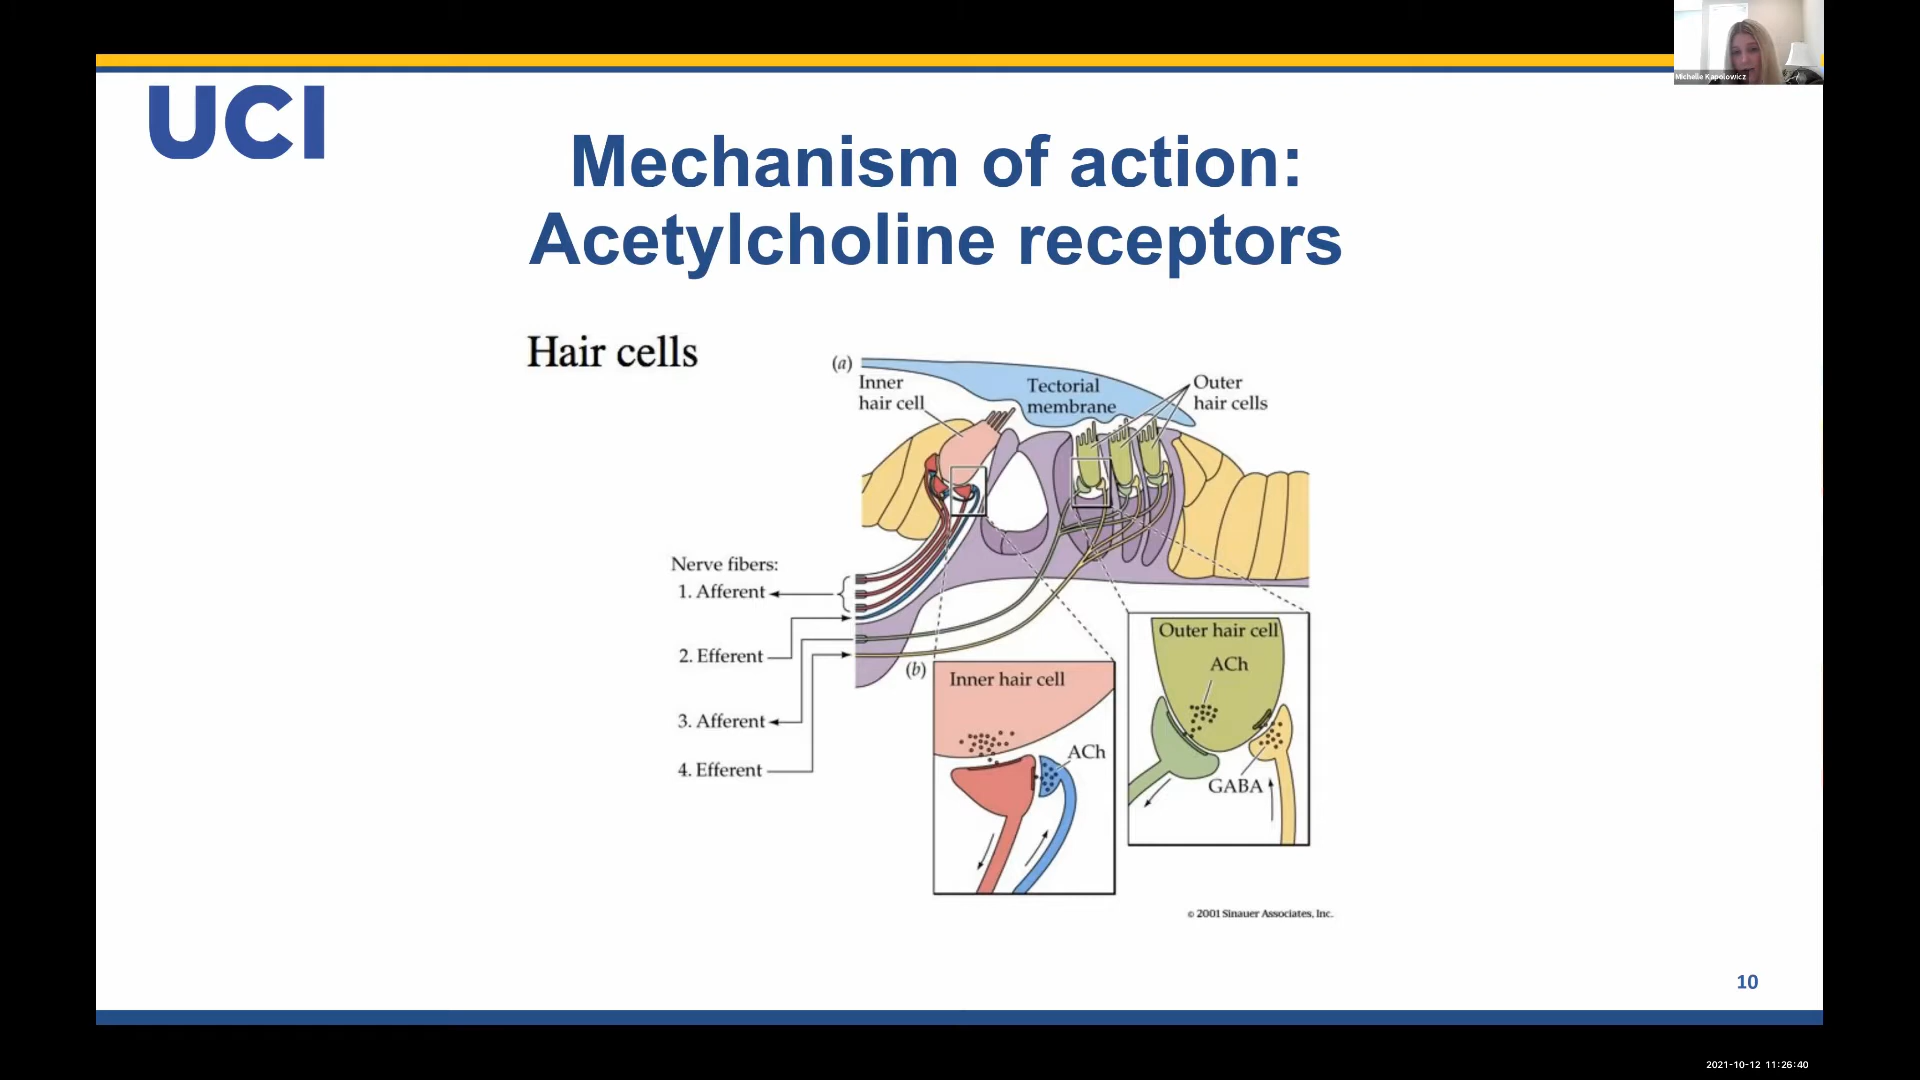 Michelle Kapolowicz
UCI
Mechanism of action:
Acetylcholine receptors
Hair cells
(a)
Inner
hair cell
Tectorial
membrane
Outer
hair cells
Nerve fibers:
1. Afferent
2. Efferent
3. Afferent
4. Efferent
(b)
Inner hair cell
ACh
Outer hair cell
ACh
GABA
© 2001 Sinauer Associates, Inc.
10
2021-10-12 11:26:40